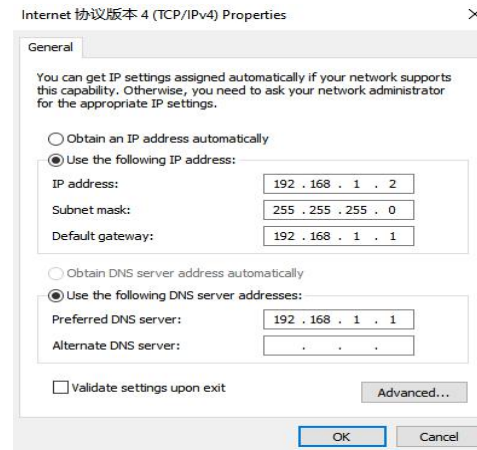 Internet 协议版本 4 (TCP/IPv4) Properties
General
You can get IP settings assigned automatically if your network supports
this capability. Otherwise, you need to ask your network administrator
for the appropriate IP settings.
Obtain an IP address automatically
Use the following IP address:
IP address: 192 . 168 . 1 . 2
Subnet mask: 255 . 255 . 255 . 0
Default gateway: 192 . 168 . 1 . 1
Obtain DNS server address automatically
Use the following DNS server addresses:
Preferred DNS server: 192 . 168 . 1 . 1
Alternate DNS server: . . .
Validate settings upon exit
Advanced...
OK Cancel